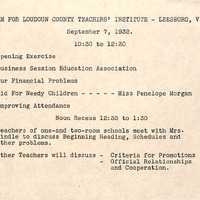 M FOR LOUDOUN COUNTY TEACHERS' INSTITUTE - LEESBURG, V
September 7, 1932.
10:30 to 12:30
pening Exercise
usiness Session Education Association
ur Financial Problems
id For Needy Children - - - - - Miss Penelope Morgan
mproving Attendance
Noon Recess 12:30 to 1:30
eachers of one-and two-room schools meet with Mrs.
indle to discuss Beginning Reading, Schedules and
ther problems.
ther Teachers will discuss - Criteria for Promotions
- Official Relationships
and Cooperation.